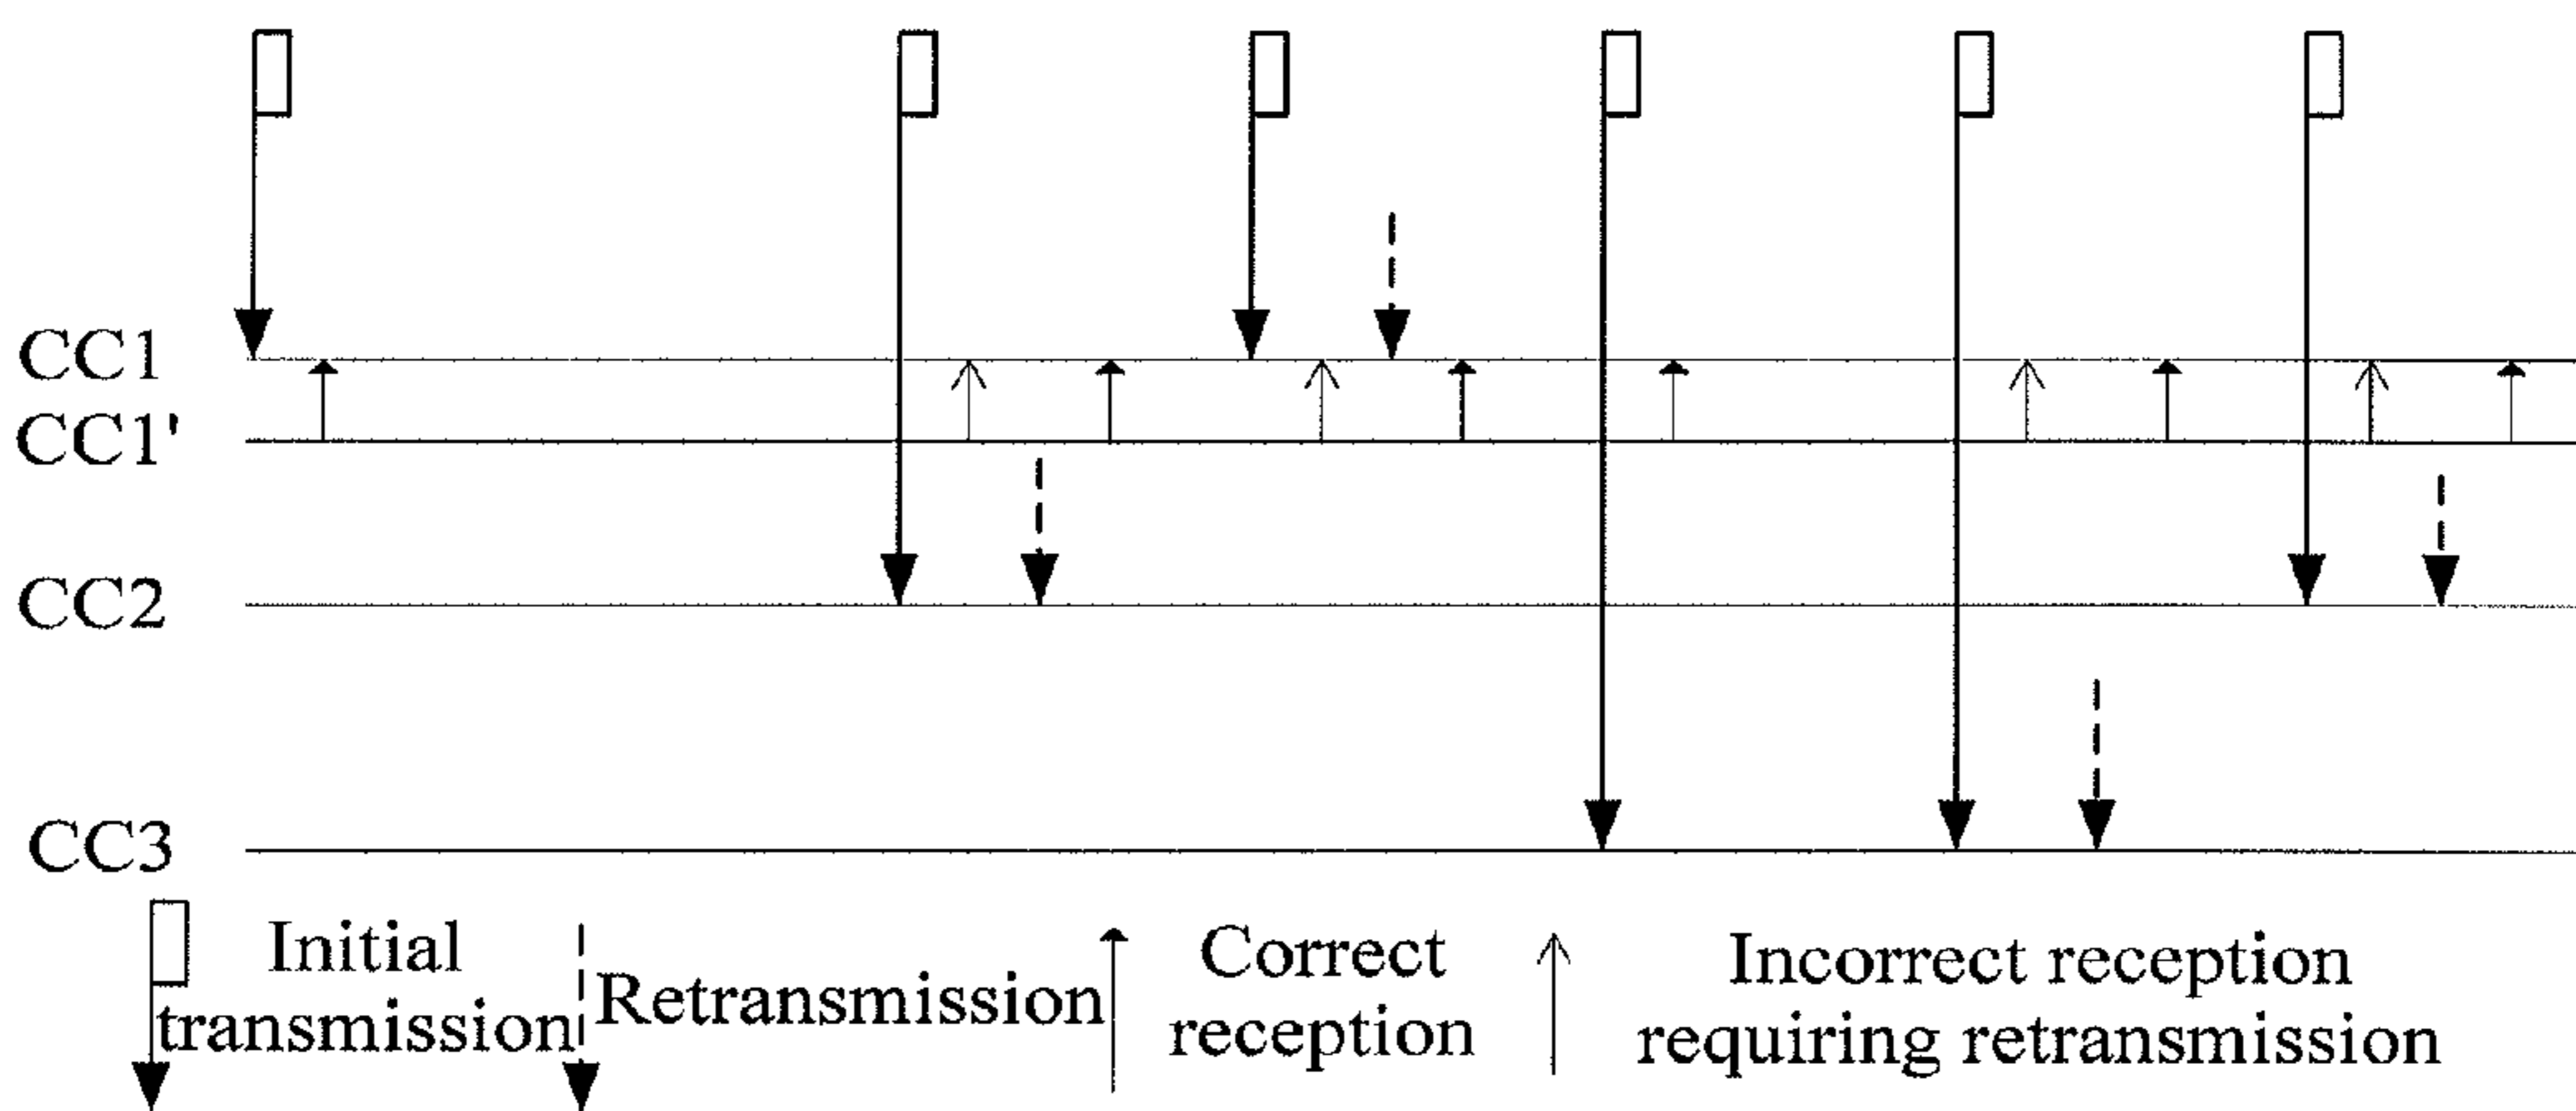 CC1
CC1'
CC2
CC3
Initial
transmission
Retransmission
Correct
reception
Incorrect reception
requiring retransmission